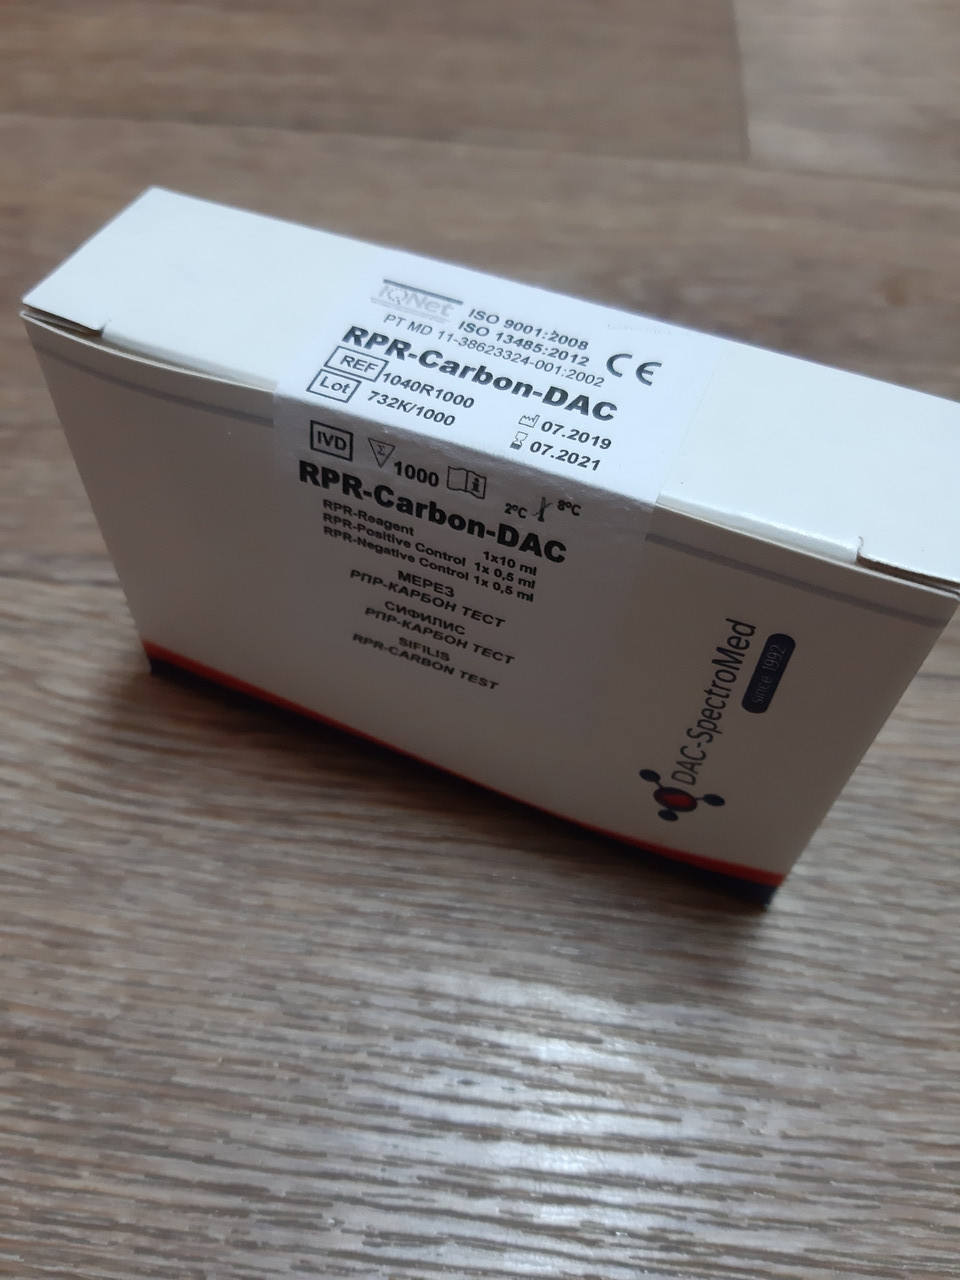 IQNet
ISO 9001:2008
ISO 13485:2012
PT MD 11-38623324-001:2002
CE
RPR-Carbon-DAC
REF 1040R1000
Lot 732K/1000
07.2019
07.2021
IVD Σ 1000 i 2°C 8°C
RPR-Carbon-DAC
RPR-Reagent 1x10 ml
RPR-Positive Control 1x 0,5 ml
RPR-Negative Control 1x 0,5 ml
МЕРЕЗ
РПР-КАРБОН ТЕСТ
СИФИЛИС
РПР-КАРБОН ТЕСТ
SIFILIS
RPR-CARBON TEST
DAC-SpectroMed
since 1992